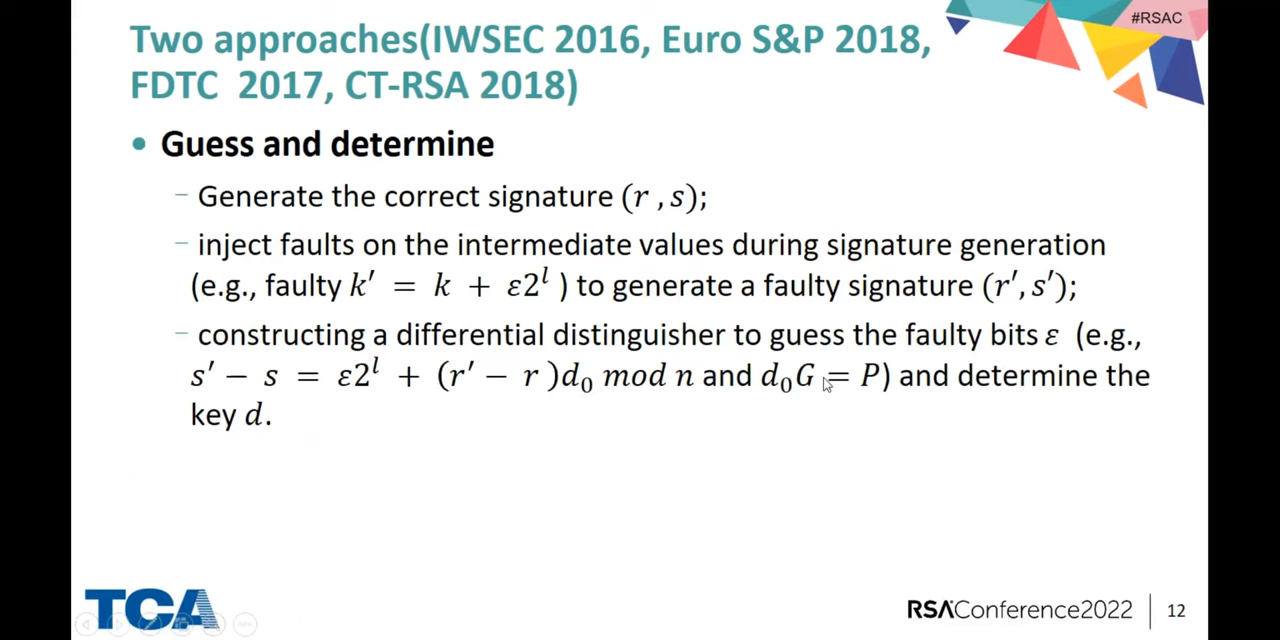 #RSAC
Two approaches(IWSEC 2016, Euro S&P 2018,
FDTC 2017, CT-RSA 2018)
• Guess and determine
– Generate the correct signature (r , s);
– inject faults on the intermediate values during signature generation
(e.g., faulty k′ = k + ε2^l ) to generate a faulty signature (r′, s′);
– constructing a differential distinguisher to guess the faulty bits ε (e.g.,
s′ − s = ε2^l + (r′ − r)d₀ mod n and d₀G = P) and determine the
key d.
TCA
RSAConference2022
12